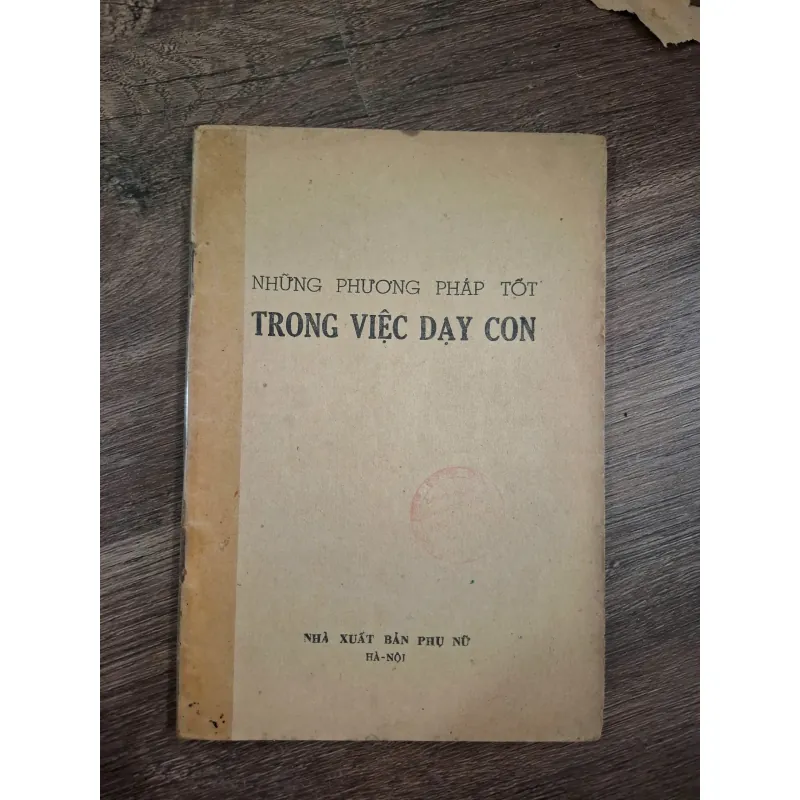 NHỮNG PHƯƠNG PHÁP TỐT
TRONG VIỆC DẠY CON
NHÀ XUẤT BẢN PHỤ NỮ
HÀ-NỘI